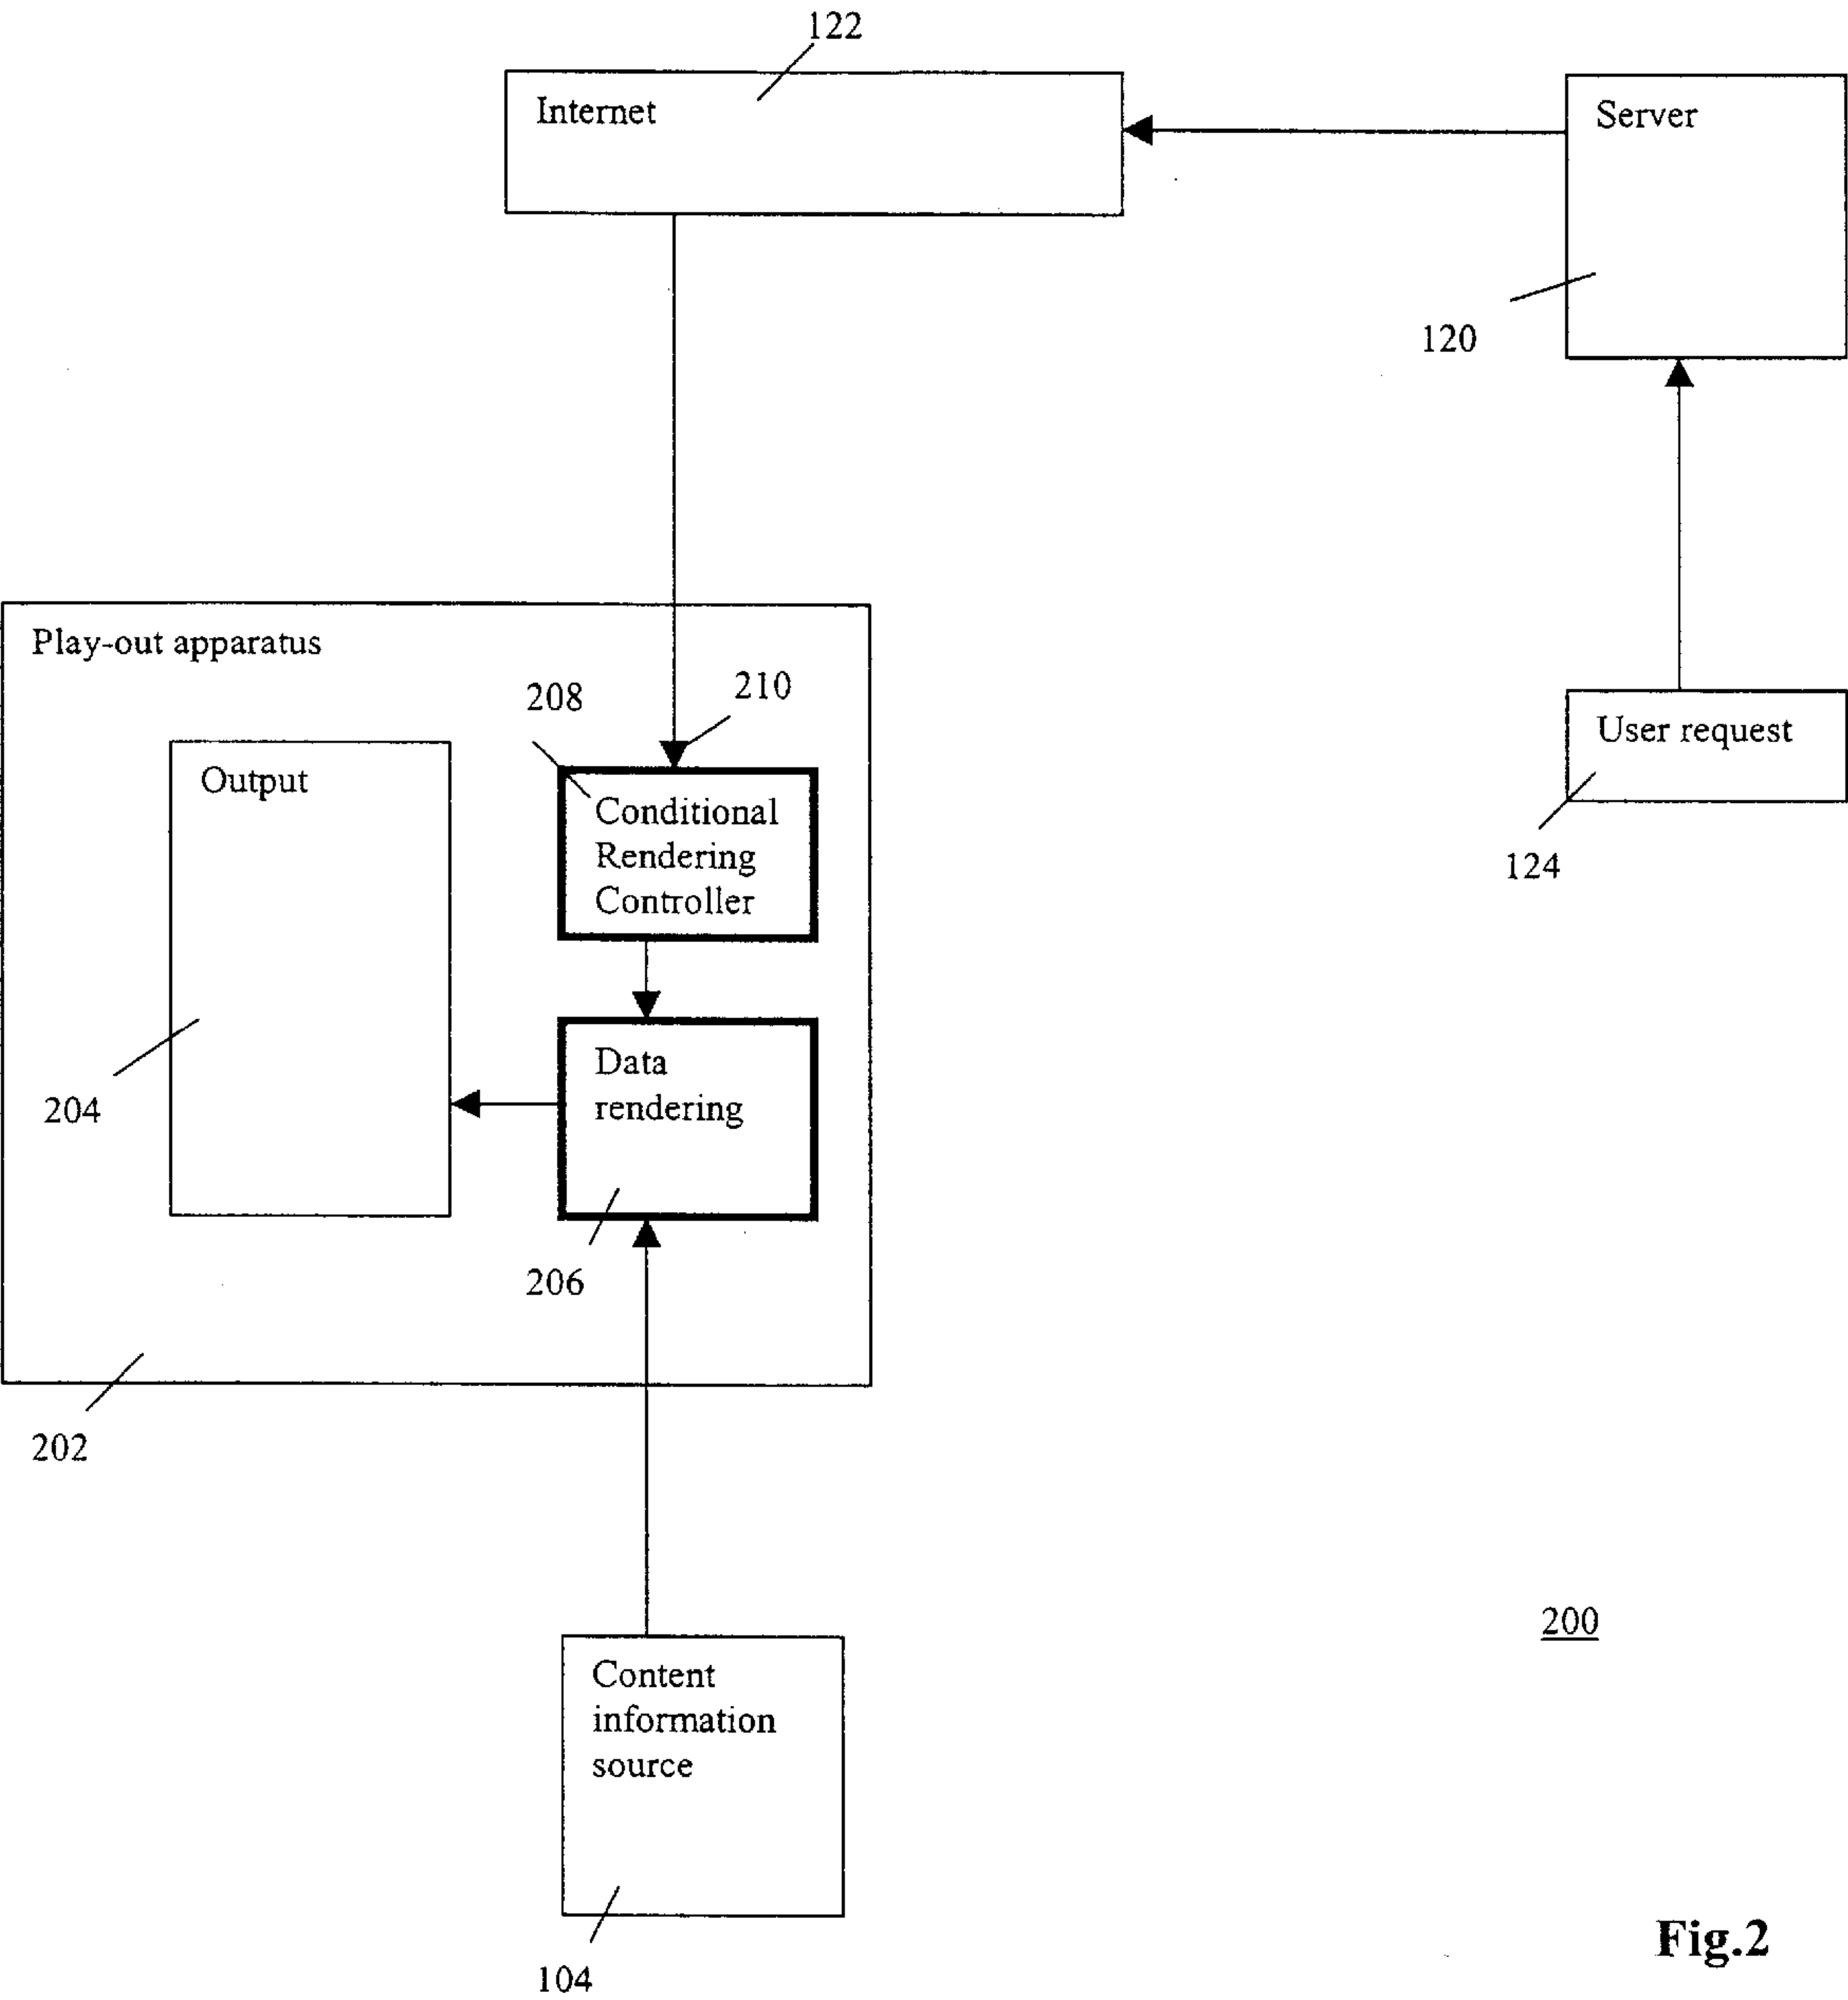 122
Internet
Server
120
Play-out apparatus
208
210
User request
Output
Conditional
Rendering
Controller
124
Data
rendering
204
206
202
200
Content
information
source
Fig.2
104